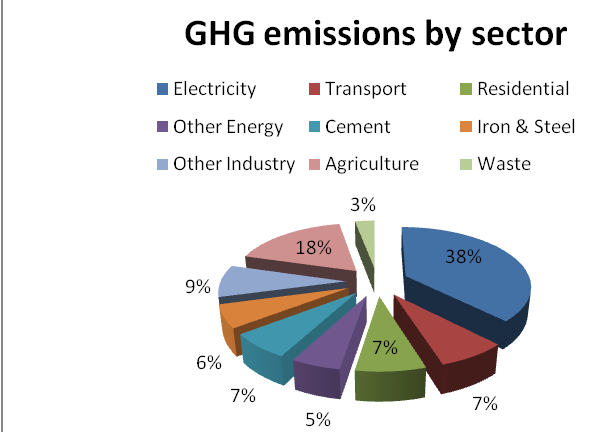 GHG emissions by sector
Electricity Transport Residential
Other Energy Cement Iron & Steel
Other Industry Agriculture Waste
3%
18% 38%
9%
6%
7% 7%
7%
5%